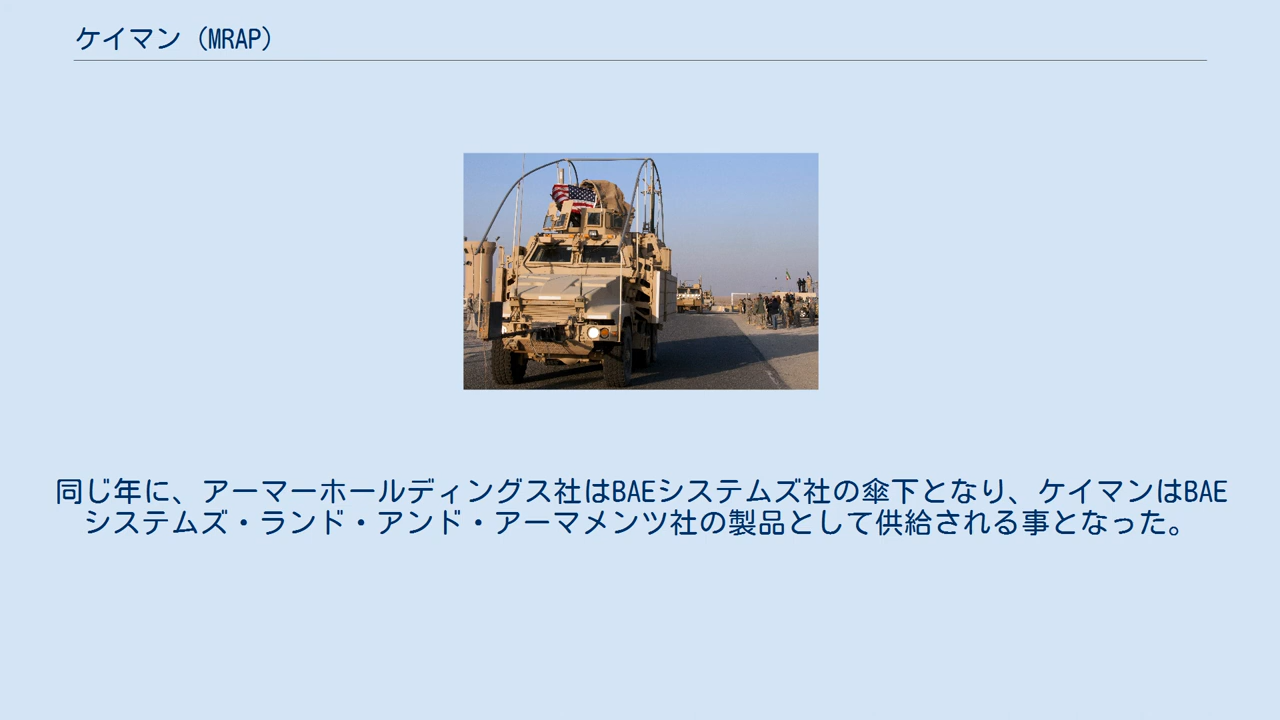 ケイマン（MRAP）
同じ年に、アーマーホールディングス社はBAEシステムズ社の傘下となり、ケイマンはBAE
システムズ・ランド・アンド・アーマメンツ社の製品として供給される事となった。